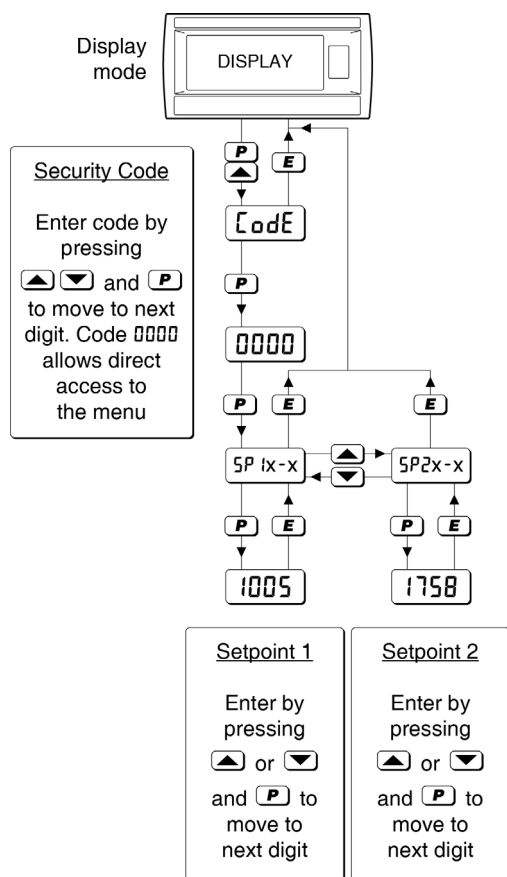 Display
mode
DISPLAY
P
E
Security Code
Enter code by
pressing
and P
to move to next
digit. Code 0000
allows direct
access to
the menu
CodE
P
0000
P
E
E
SP1x-x
SP2x-x
P
E
P
E
1005
1758
Setpoint 1
Enter by
pressing
or
and P to
move to
next digit
Setpoint 2
Enter by
pressing
or
and P to
move to
next digit